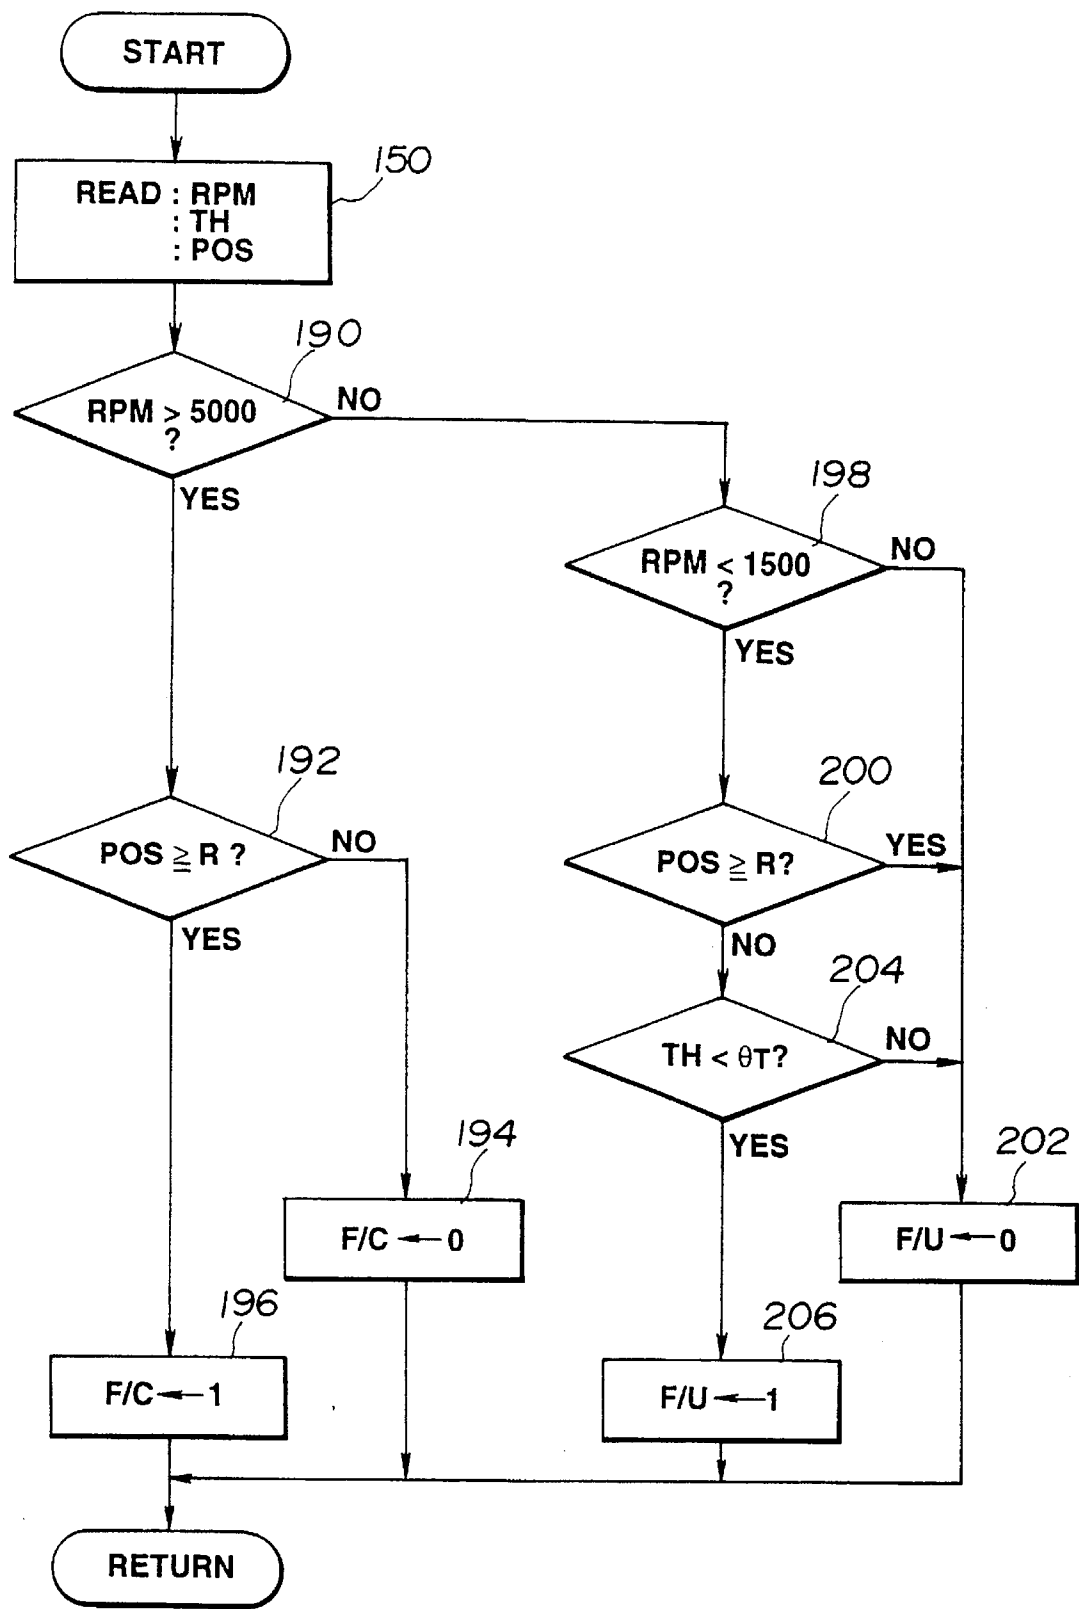 START
150
READ : RPM
: TH
: POS
190
RPM > 5000
?
NO
YES
198
RPM < 1500
?
NO
YES
192
POS ≧ R ?
NO
YES
200
POS ≧ R?
YES
NO
204
TH < θT?
NO
YES
194
F/C ← 0
202
F/U ← 0
196
F/C ← 1
206
F/U ← 1
RETURN